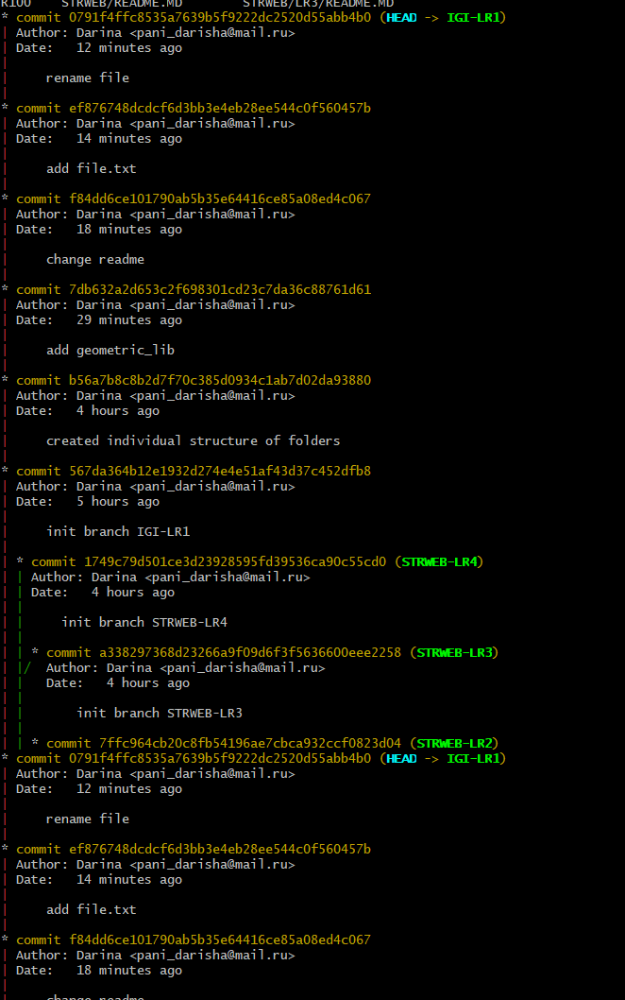 R100    STRWEB/README.MD        STRWEB/LR3/README.MD
* commit 0791f4ffc8535a7639b5f9222dc2520d55abb4b0 (HEAD -> IGI-LR1)
| Author: Darina <pani_darisha@mail.ru>
| Date:   12 minutes ago
|
|     rename file
|
* commit ef876748dcdcf6d3bb3e4eb28ee544c0f560457b
| Author: Darina <pani_darisha@mail.ru>
| Date:   14 minutes ago
|
|     add file.txt
|
* commit f84dd6ce101790ab5b35e64416ce85a08ed4c067
| Author: Darina <pani_darisha@mail.ru>
| Date:   18 minutes ago
|
|     change readme
|
* commit 7db632a2d653c2f698301cd23c7da36c88761d61
| Author: Darina <pani_darisha@mail.ru>
| Date:   29 minutes ago
|
|     add geometric_lib
|
* commit b56a7b8c8b2d7f70c385d0934c1ab7d02da93880
| Author: Darina <pani_darisha@mail.ru>
| Date:   4 hours ago
|
|     created individual structure of folders
|
* commit 567da364b12e1932d274e4e51af43d37c452dfb8
| Author: Darina <pani_darisha@mail.ru>
| Date:   5 hours ago
|
|     init branch IGI-LR1
|
| * commit 1749c79d501ce3d23928595fd39536ca90c55cd0 (STRWEB-LR4)
| | Author: Darina <pani_darisha@mail.ru>
| | Date:   4 hours ago
| |
| |     init branch STRWEB-LR4
| |
| | * commit a338297368d23266a9f09d6f3f5636600eee2258 (STRWEB-LR3)
| |/  Author: Darina <pani_darisha@mail.ru>
| |   Date:   4 hours ago
| |
| |       init branch STRWEB-LR3
| |
| | * commit 7ffc964cb20c8fb54196ae7cbca932ccf0823d04 (STRWEB-LR2)
* commit 0791f4ffc8535a7639b5f9222dc2520d55abb4b0 (HEAD -> IGI-LR1)
| Author: Darina <pani_darisha@mail.ru>
| Date:   12 minutes ago
|
|     rename file
|
* commit ef876748dcdcf6d3bb3e4eb28ee544c0f560457b
| Author: Darina <pani_darisha@mail.ru>
| Date:   14 minutes ago
|
|     add file.txt
|
* commit f84dd6ce101790ab5b35e64416ce85a08ed4c067
| Author: Darina <pani_darisha@mail.ru>
| Date:   18 minutes ago
|
|     change readme